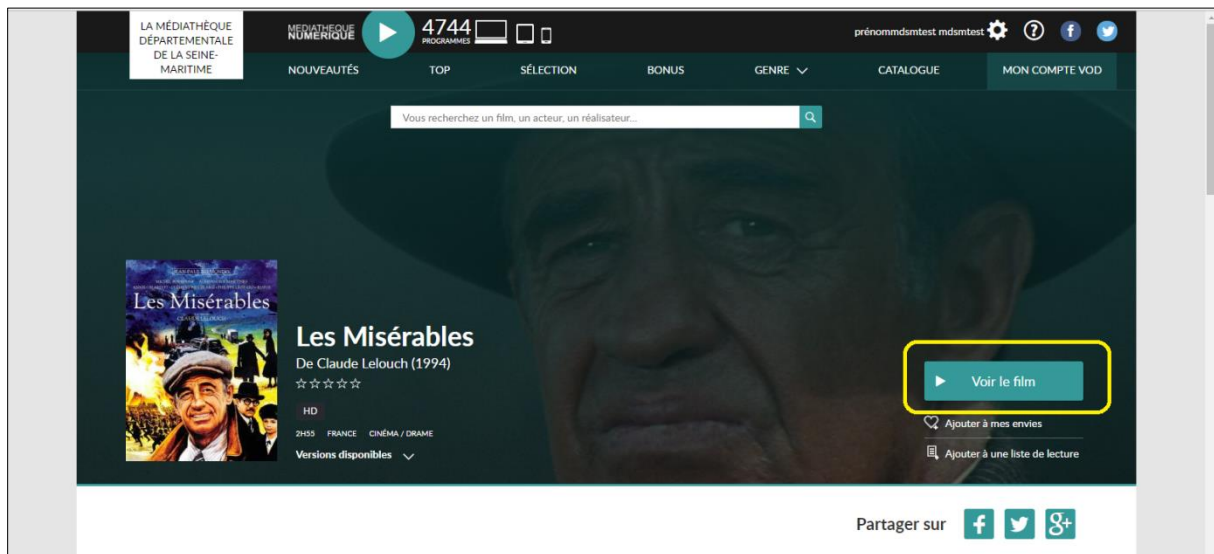 LA MÉDIATHÈQUE
DÉPARTEMENTALE
DE LA SEINE-
MARITIME
MEDIATHEQUE
NUMERIQUE
4744
PROGRAMMES
prénommdsmtest mdsmtest
NOUVEAUTÉS TOP SÉLECTION BONUS GENRE CATALOGUE MON COMPTE VOD
Vous recherchez un film, un acteur, un réalisateur...
Les Misérables
Les Misérables
De Claude Lelouch (1994)
HD
2H55 FRANCE CINÉMA / DRAME
Versions disponibles
Voir le film
Ajouter à mes envies
Ajouter à une liste de lecture
Partager sur